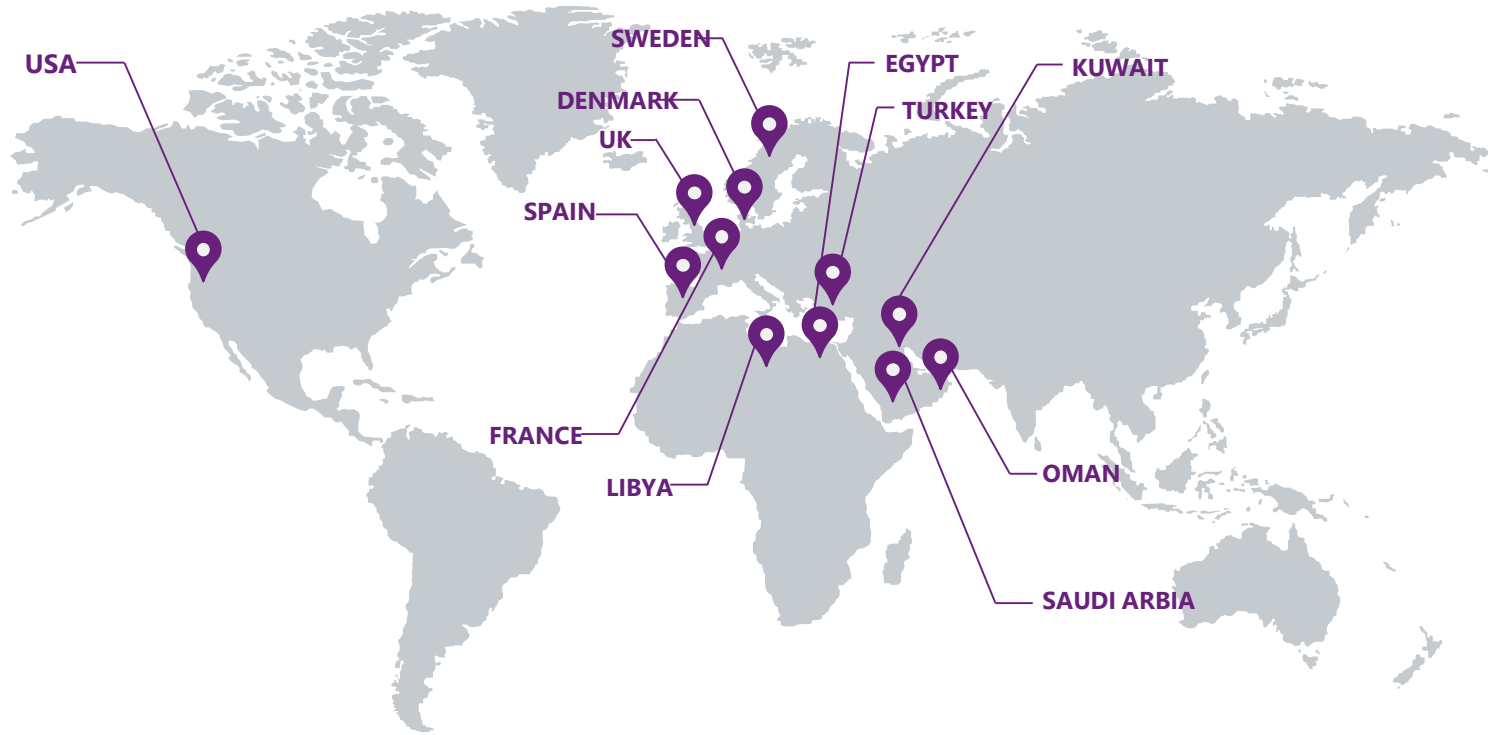 SWEDEN
USA
EGYPT
KUWAIT
DENMARK
TURKEY
UK
SPAIN
FRANCE
OMAN
LIBYA
SAUDI ARBIA